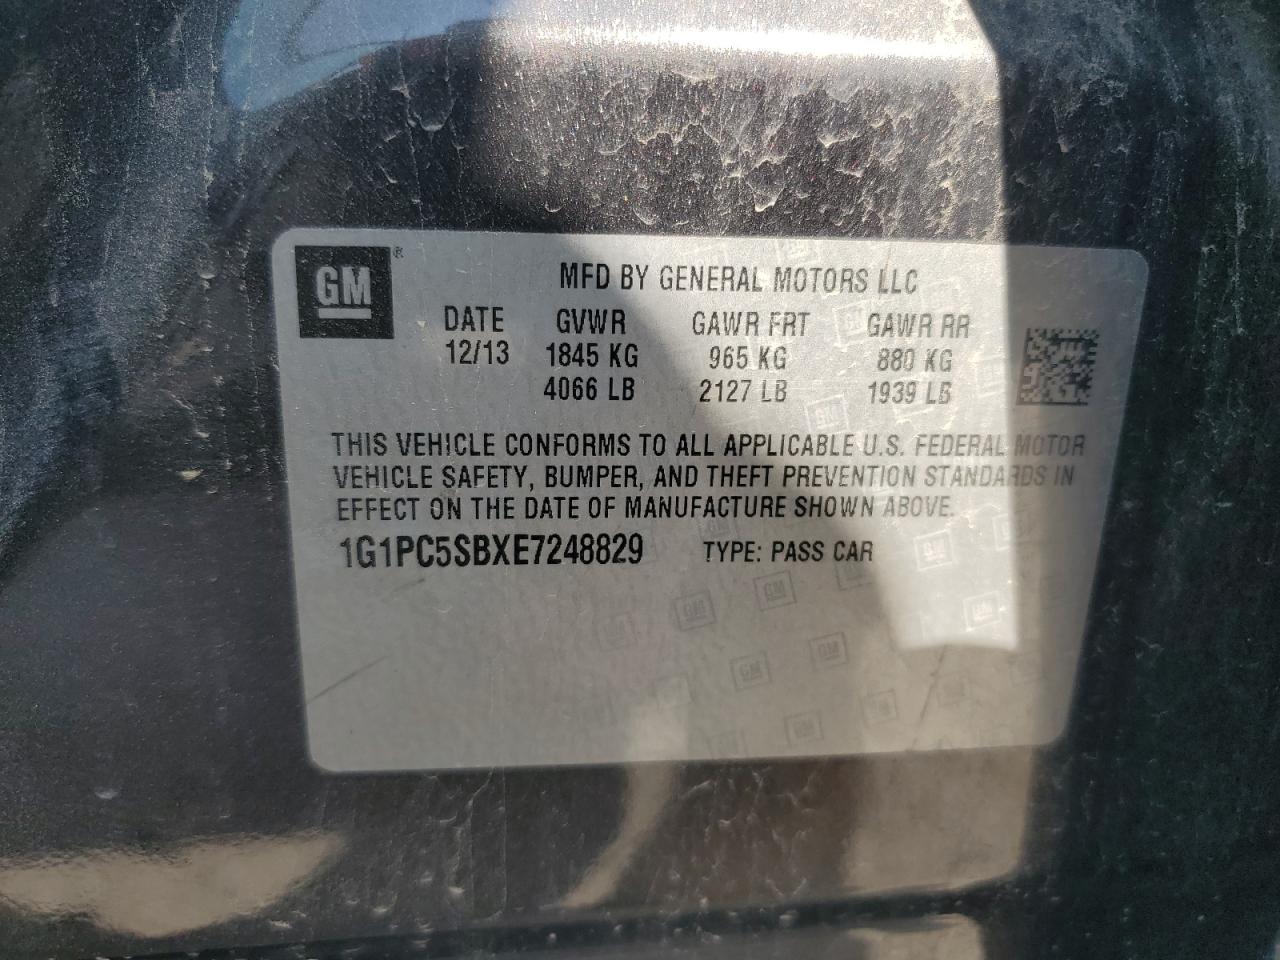 GM ®
MFD BY GENERAL MOTORS LLC
DATE GVWR GAWR FRT GAWR RR
12/13 1845 KG 965 KG 880 KG
4066 LB 2127 LB 1939 LB
THIS VEHICLE CONFORMS TO ALL APPLICABLE U.S. FEDERAL MOTOR
VEHICLE SAFETY, BUMPER, AND THEFT PREVENTION STANDARDS IN
EFFECT ON THE DATE OF MANUFACTURE SHOWN ABOVE.
1G1PC5SBXE7248829 TYPE: PASS CAR